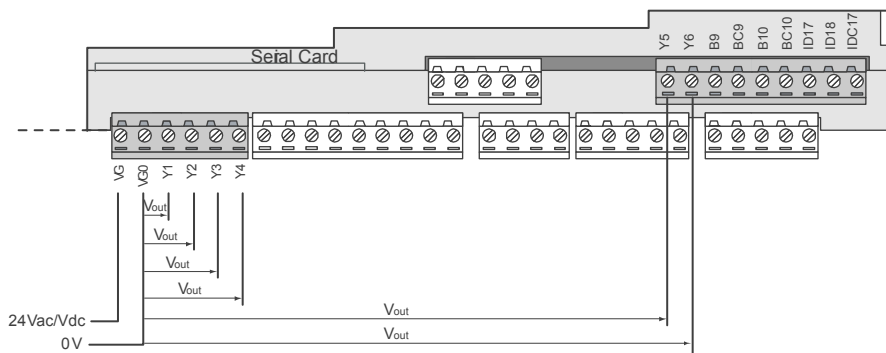 Serial Card
Y5
Y6
B9
BC9
B10
BC10
ID17
ID18
IDC17
VG
VG0
Y1
Y2
Y3
Y4
Vout
Vout
Vout
Vout
24Vac/Vdc
Vout
0V
Vout